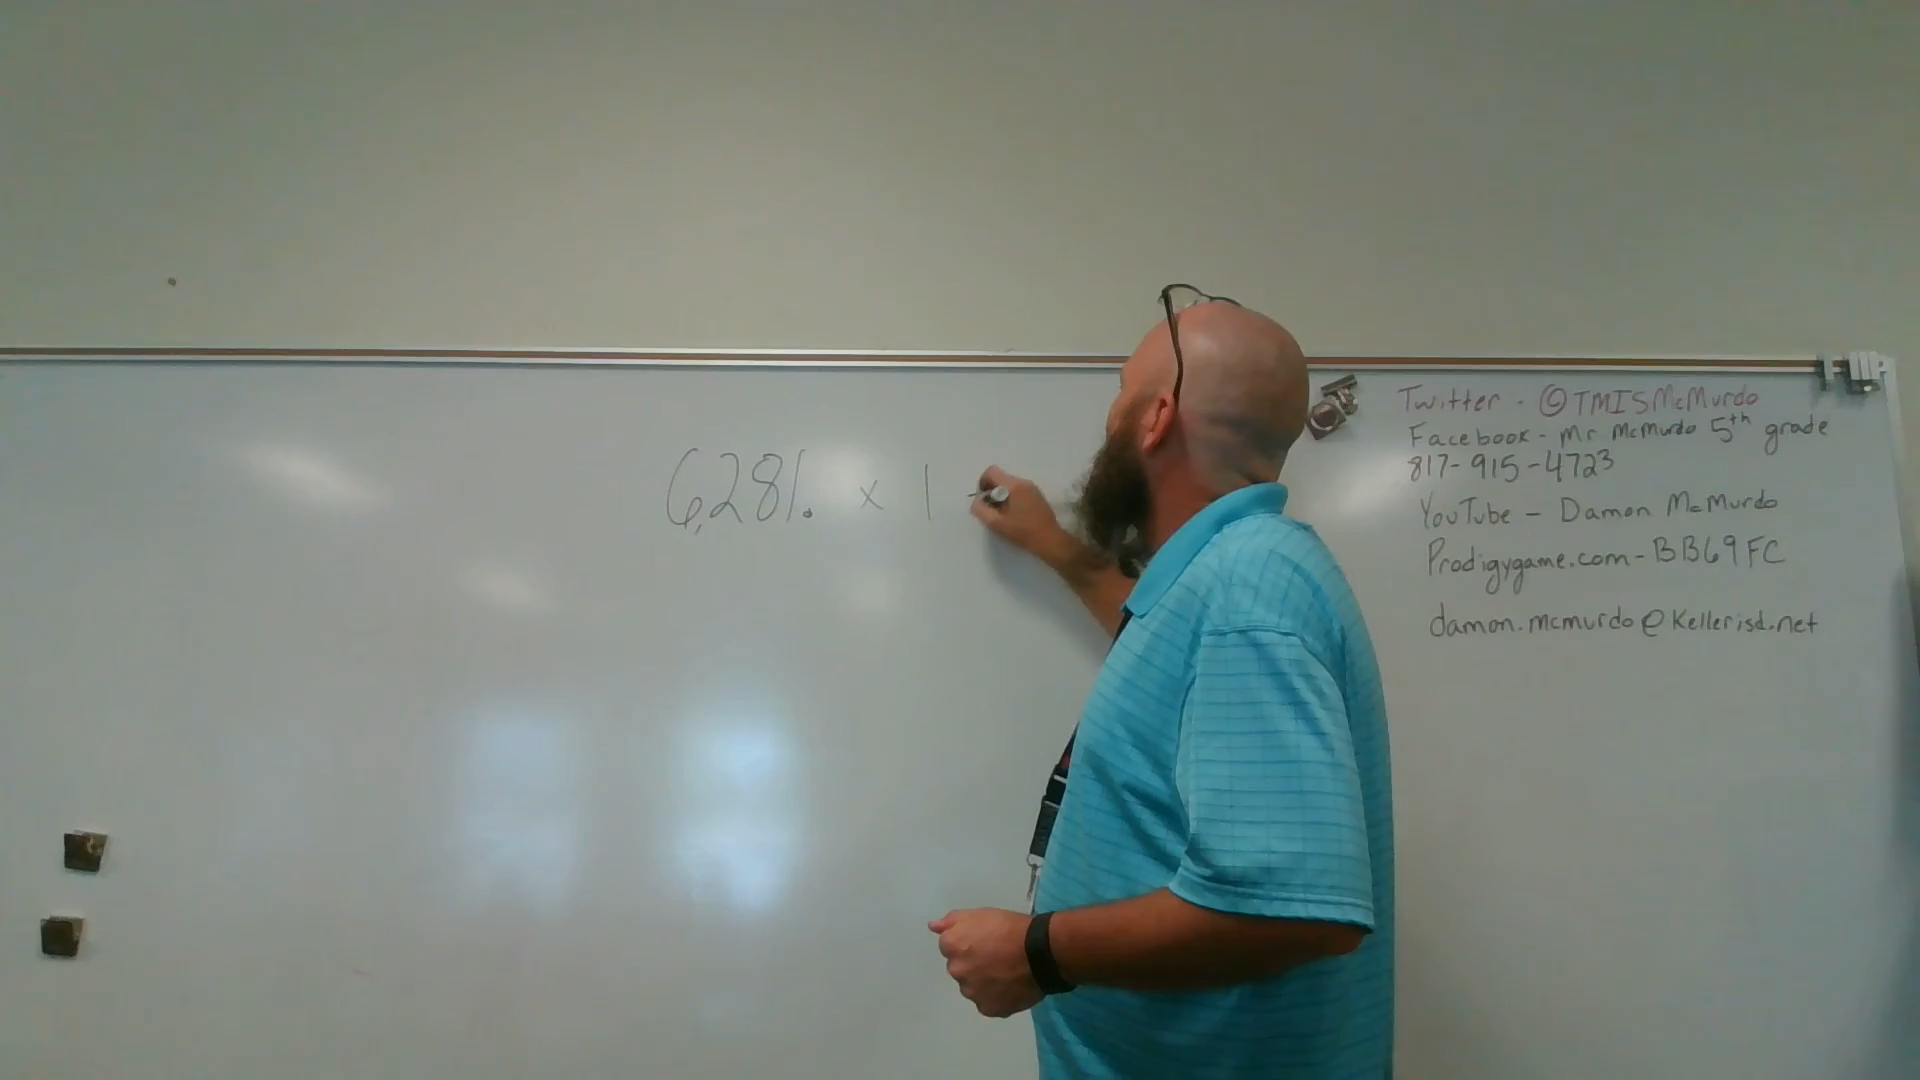 6,281. x 1
Twitter - @TMISMcMurdo
Facebook - Mr McMurdo 5th grade
817-915-4723
YouTube - Damon McMurdo
Prodigygame.com - BB69FC
damon.mcmurdo@Kellerisd.net